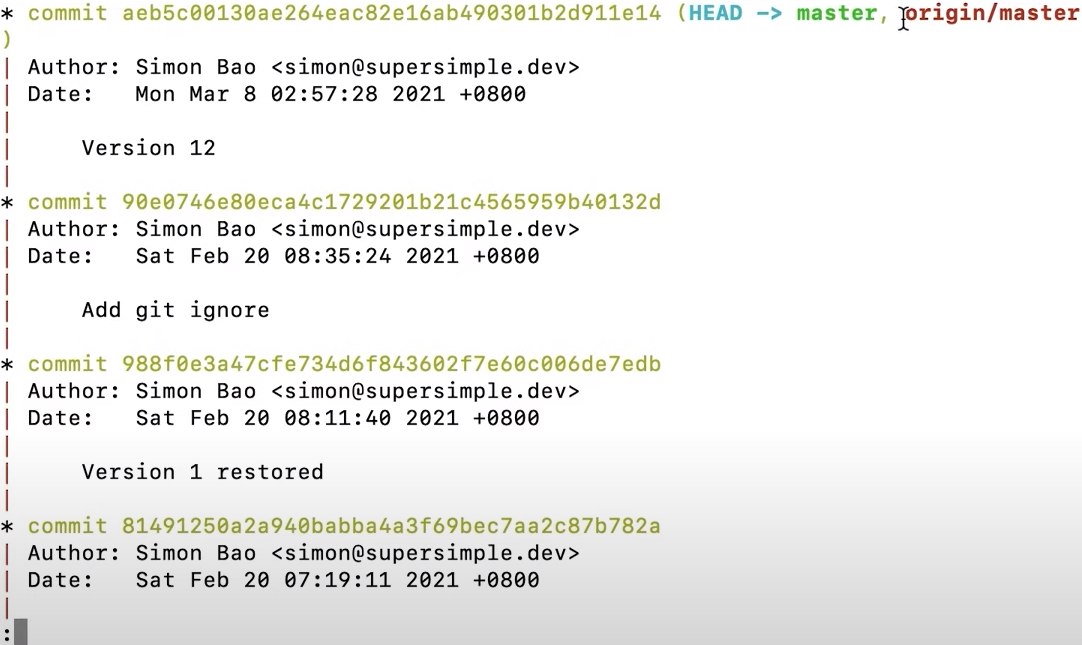 * commit aeb5c00130ae264eac82e16ab490301b2d911e14 (HEAD -> master, origin/master
)
| Author: Simon Bao <simon@supersimple.dev>
| Date:   Mon Mar 8 02:57:28 2021 +0800
|
|     Version 12
|
* commit 90e0746e80eca4c1729201b21c4565959b40132d
| Author: Simon Bao <simon@supersimple.dev>
| Date:   Sat Feb 20 08:35:24 2021 +0800
|
|     Add git ignore
|
* commit 988f0e3a47cfe734d6f843602f7e60c006de7edb
| Author: Simon Bao <simon@supersimple.dev>
| Date:   Sat Feb 20 08:11:40 2021 +0800
|
|     Version 1 restored
|
* commit 81491250a2a940babba4a3f69bec7aa2c87b782a
| Author: Simon Bao <simon@supersimple.dev>
| Date:   Sat Feb 20 07:19:11 2021 +0800
|
: